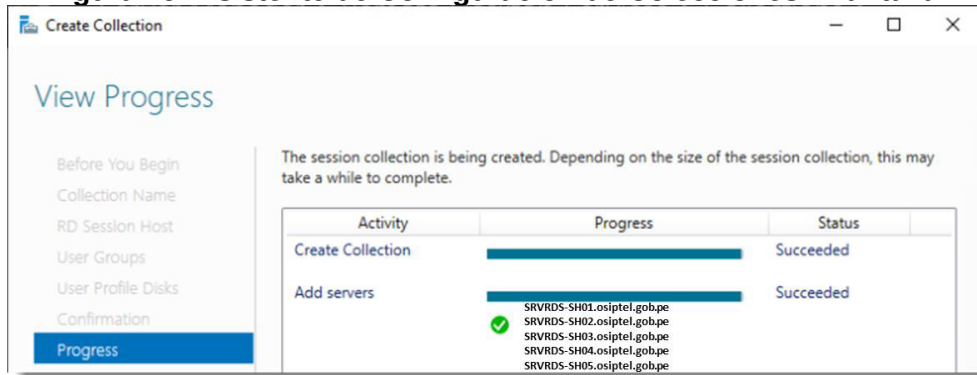 Create Collection
View Progress
Before You Begin
Collection Name
RD Session Host
User Groups
User Profile Disks
Confirmation
Progress
The session collection is being created. Depending on the size of the session collection, this may
take a while to complete.
Activity Progress Status
Create Collection Succeeded
Add servers Succeeded
SRVRDS-SH01.osiptel.gob.pe
SRVRDS-SH02.osiptel.gob.pe
SRVRDS-SH03.osiptel.gob.pe
SRVRDS-SH04.osiptel.gob.pe
SRVRDS-SH05.osiptel.gob.pe